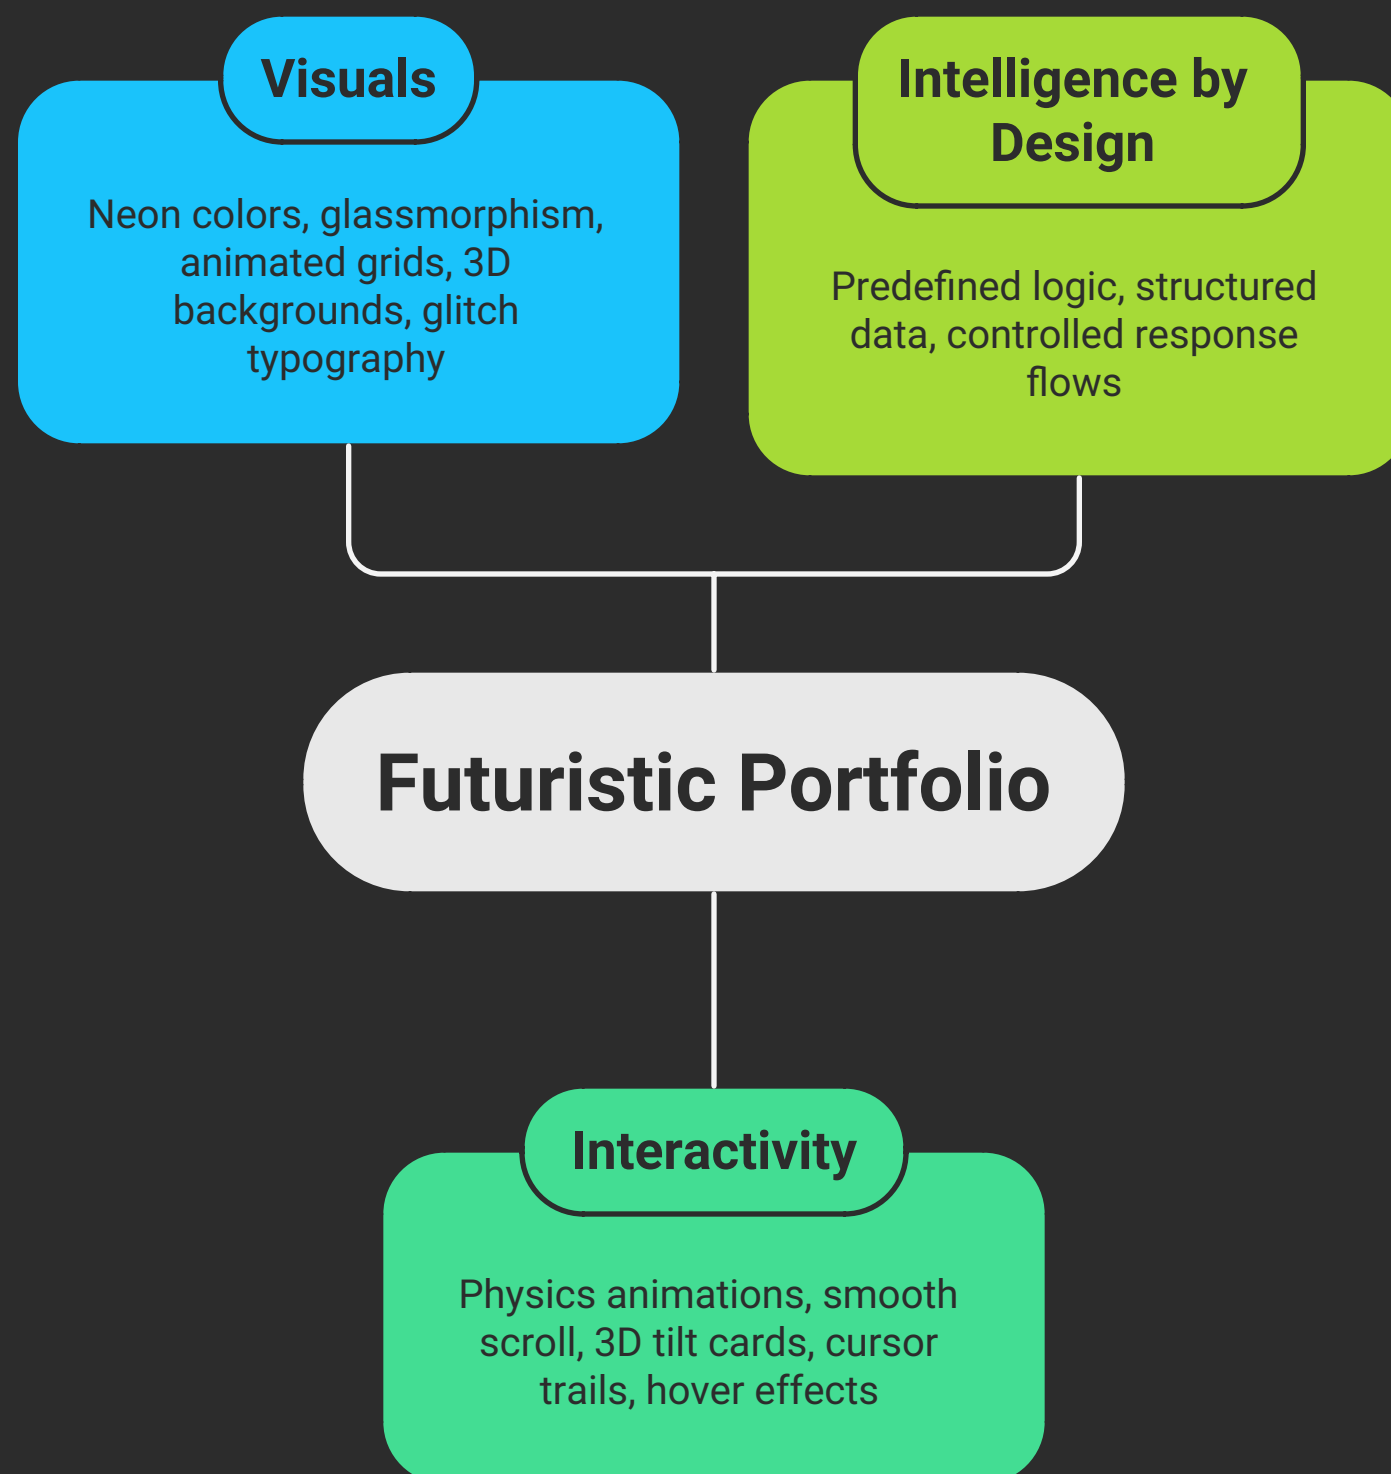 Visuals
Neon colors, glassmorphism,
animated grids, 3D
backgrounds, glitch
typography
Intelligence by
Design
Predefined logic, structured
data, controlled response
flows
Futuristic Portfolio
Interactivity
Physics animations, smooth
scroll, 3D tilt cards, cursor
trails, hover effects